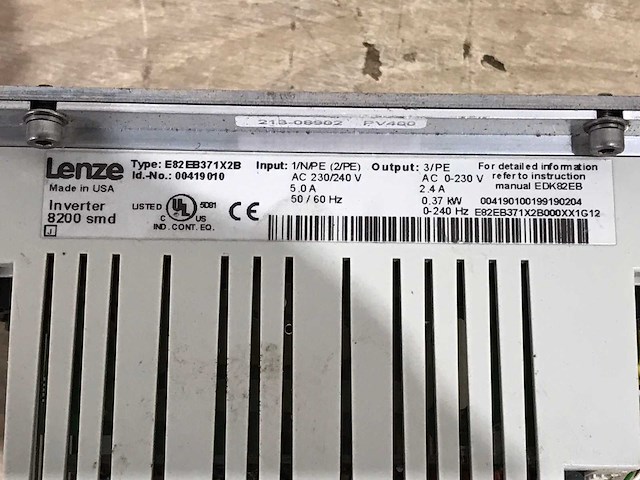 213-08902 PV400
Lenze
Made in USA
Inverter
8200 smd
J
Type: E82EB371X2B
Id.-No.: 00419010
LISTED UL 5D81
C US
IND. CONT. EQ.
CE
Input: 1/N/PE (2/PE)
AC 230/240 V
5.0 A
50 / 60 Hz
Output: 3/PE
AC 0-230 V
2.4 A
0.37 kW
0-240 Hz
For detailed information
refer to instruction
manual EDK82EB
004190100199190204
E82EB371X2B000XX1G12